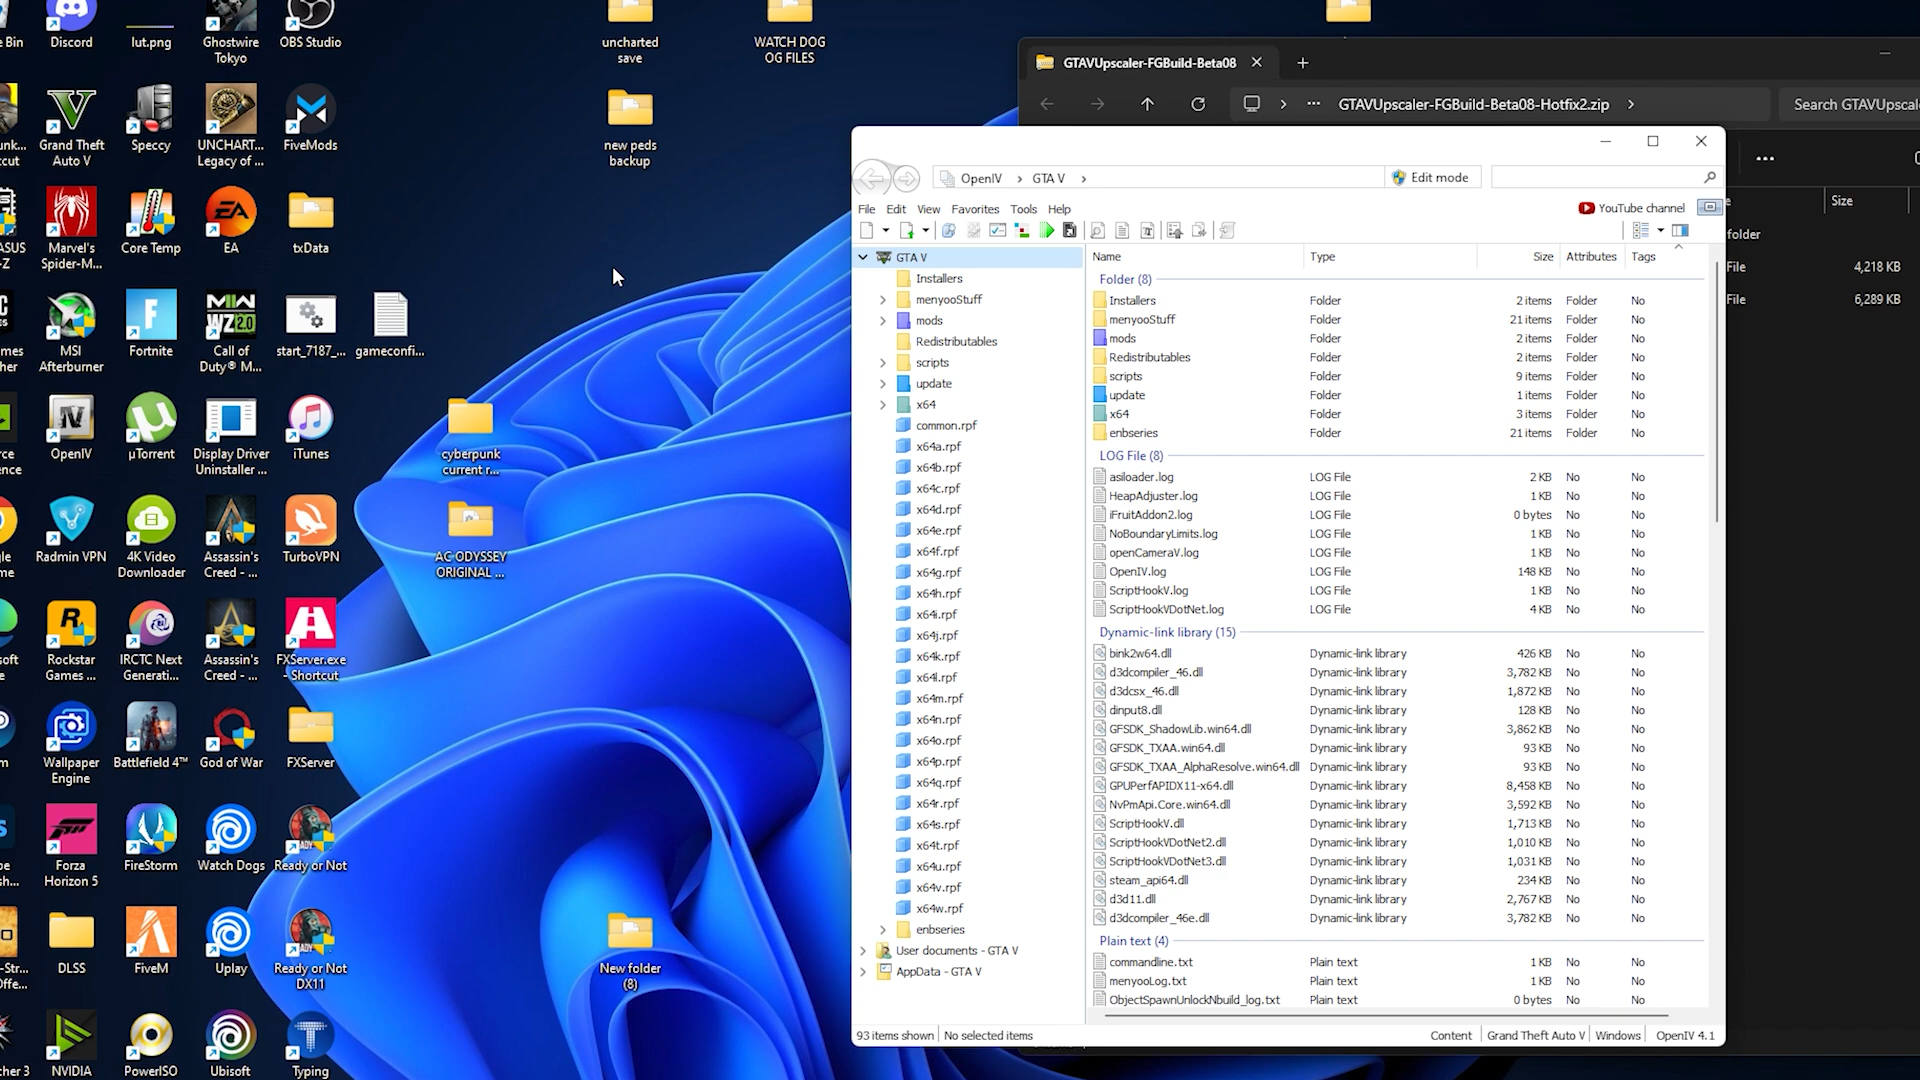 e Bin
Discord
lut.png
Ghostwire
Tokyo
OBS Studio
uncharted
save
WATCH DOG
OG FILES
unk...
tcut
Grand Theft
Auto V
Speccy
UNCHART...
Legacy of ...
FiveMods
new peds
backup
ASUS
-Z
Marvel's
Spider-M...
Core Temp
EA
txData
mes
her
MSI
Afterburner
Fortnite
Call of
Duty® M...
start_7187_...
gameconfi...
rce
ence
OpenIV
µTorrent
Display Driver
Uninstaller ...
iTunes
cyberpunk
current r...
gle
me
Radmin VPN
4K Video
Downloader
Assassin's
Creed - ...
TurboVPN
AC ODYSSEY
ORIGINAL ...
soft
e
Rockstar
Games ...
IRCTC Next
Generati...
Assassin's
Creed - ...
FXServer.exe
- Shortcut
m
Wallpaper
Engine
Battlefield 4™
God of War
FXServer
be
sh...
Forza
Horizon 5
FireStorm
Watch Dogs
Ready or Not
-Str...
Offe...
DLSS
FiveM
Uplay
Ready or Not
DX11
New folder
(8)
cher 3
NVIDIA
PowerISO
Ubisoft
Typing
GTAVUpscaler-FGBuild-Beta08
GTAVUpscaler-FGBuild-Beta08-Hotfix2.zip
Search GTAVUpscale
e
Size
folder
File 4,218 KB
File 6,289 KB
OpenIV
GTA V
Edit mode
File Edit View Favorites Tools Help
YouTube channel
GTA V
Installers
menyooStuff
mods
Redistributables
scripts
update
x64
common.rpf
x64a.rpf
x64b.rpf
x64c.rpf
x64d.rpf
x64e.rpf
x64f.rpf
x64g.rpf
x64h.rpf
x64i.rpf
x64j.rpf
x64k.rpf
x64l.rpf
x64m.rpf
x64n.rpf
x64o.rpf
x64p.rpf
x64q.rpf
x64r.rpf
x64s.rpf
x64t.rpf
x64u.rpf
x64v.rpf
x64w.rpf
enbseries
User documents - GTA V
AppData - GTA V
Name Type Size Attributes Tags
Folder (8)
Installers Folder 2 items Folder No
menyooStuff Folder 21 items Folder No
mods Folder 2 items Folder No
Redistributables Folder 2 items Folder No
scripts Folder 9 items Folder No
update Folder 1 items Folder No
x64 Folder 3 items Folder No
enbseries Folder 21 items Folder No
LOG File (8)
asiloader.log LOG File 2 KB No No
HeapAdjuster.log LOG File 1 KB No No
iFruitAddon2.log LOG File 0 bytes No No
NoBoundaryLimits.log LOG File 1 KB No No
openCameraV.log LOG File 1 KB No No
OpenIV.log LOG File 148 KB No No
ScriptHookV.log LOG File 1 KB No No
ScriptHookVDotNet.log LOG File 4 KB No No
Dynamic-link library (15)
bink2w64.dll Dynamic-link library 426 KB No No
d3dcompiler_46.dll Dynamic-link library 3,782 KB No No
d3dcsx_46.dll Dynamic-link library 1,872 KB No No
dinput8.dll Dynamic-link library 128 KB No No
GFSDK_ShadowLib.win64.dll Dynamic-link library 3,862 KB No No
GFSDK_TXAA.win64.dll Dynamic-link library 93 KB No No
GFSDK_TXAA_AlphaResolve.win64.dll Dynamic-link library 93 KB No No
GPUPerfAPIDX11-x64.dll Dynamic-link library 8,458 KB No No
NvPmApi.Core.win64.dll Dynamic-link library 3,592 KB No No
ScriptHookV.dll Dynamic-link library 1,713 KB No No
ScriptHookVDotNet2.dll Dynamic-link library 1,010 KB No No
ScriptHookVDotNet3.dll Dynamic-link library 1,031 KB No No
steam_api64.dll Dynamic-link library 234 KB No No
d3d11.dll Dynamic-link library 2,767 KB No No
d3dcompiler_46e.dll Dynamic-link library 3,782 KB No No
Plain text (4)
commandline.txt Plain text 1 KB No No
menyooLog.txt Plain text 1 KB No No
ObjectSpawnUnlockNbuild_log.txt Plain text 0 bytes No No
93 items shown No selected items Content Grand Theft Auto V Windows OpenIV 4.1